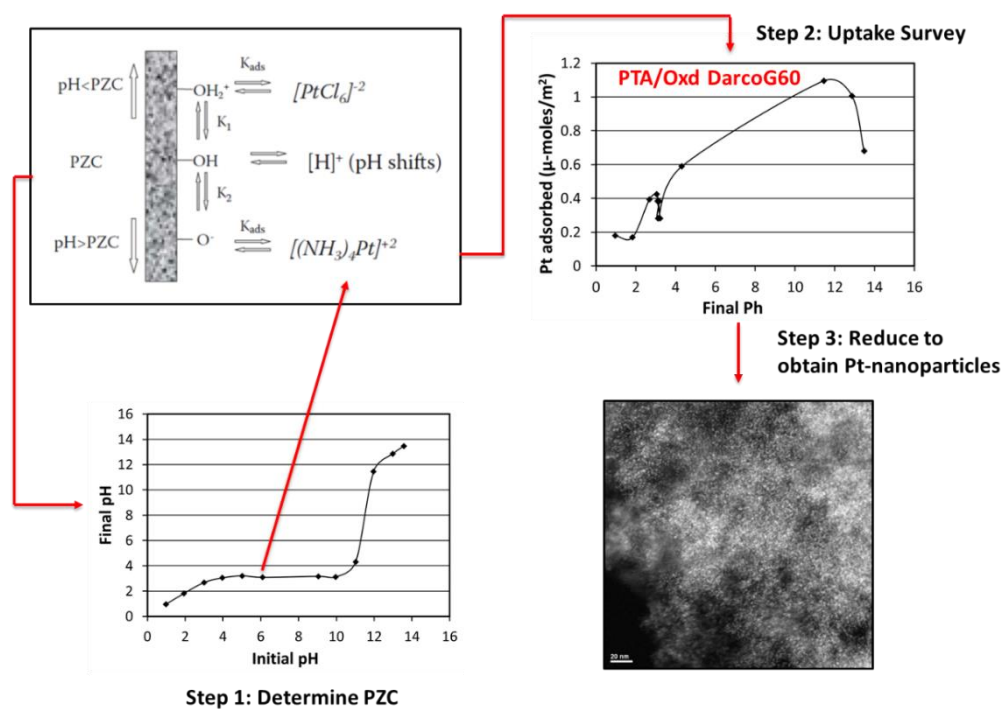 pH<PZC
PZC
pH>PZC
OH₂⁺
K₁
OH
K₂
O⁻
Kads
[PtCl₆]⁻²
[H]⁺ (pH shifts)
Kads
[(NH₃)₄Pt]⁺²
Step 2: Uptake Survey
PTA/Oxd DarcoG60
Pt adsorbed (µ-moles/m²)
1.2
1
0.8
0.6
0.4
0.2
0
0 2 4 6 8 10 12 14
Final Ph
Step 3: Reduce to
obtain Pt-nanoparticles
20 nm
Final pH
16
14
12
10
8
6
4
2
0
0 2 4 6 8 10 12 14 16
Initial pH
Step 1: Determine PZC